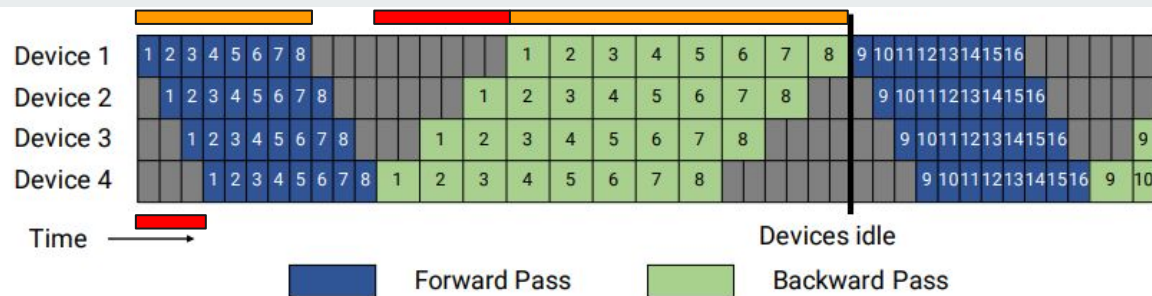 Device 1 1 2 3 4 5 6 7 8 1 2 3 4 5 6 7 8 9 10 11 12 13 14 15 16
Device 2 1 2 3 4 5 6 7 8 1 2 3 4 5 6 7 8 9 10 11 12 13 14 15 16
Device 3 1 2 3 4 5 6 7 8 1 2 3 4 5 6 7 8 9 10 11 12 13 14 15 16 9
Device 4 1 2 3 4 5 6 7 8 1 2 3 4 5 6 7 8 9 10 11 12 13 14 15 16 9 10
Time Devices idle
Forward Pass Backward Pass